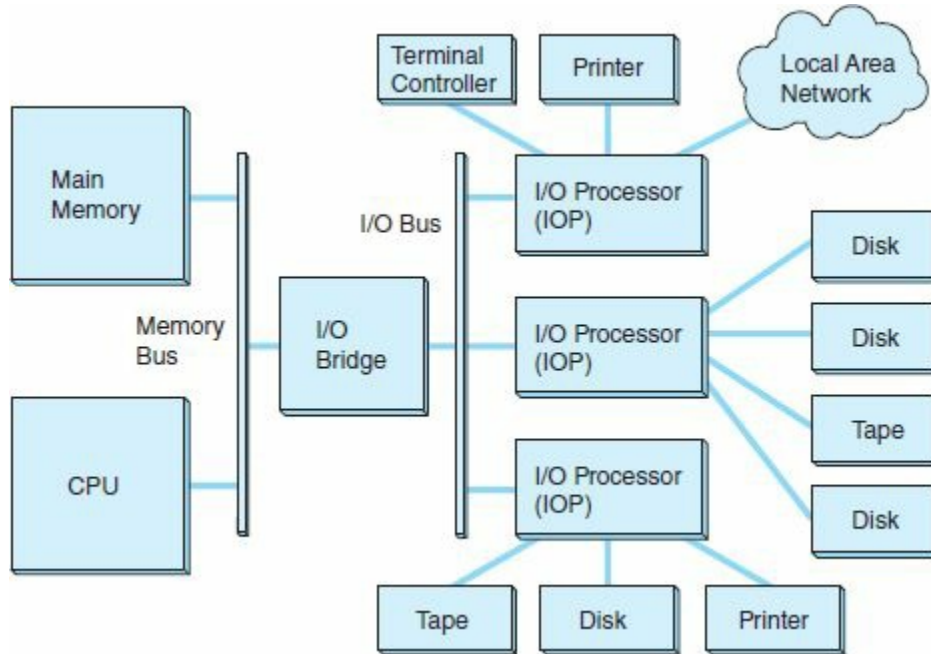 Terminal
Controller
Printer
Local Area
Network
Main
Memory
I/O Bus
I/O Processor
(IOP)
Disk
Memory
Bus
I/O
Bridge
I/O Processor
(IOP)
Disk
Tape
CPU
I/O Processor
(IOP)
Disk
Tape
Disk
Printer